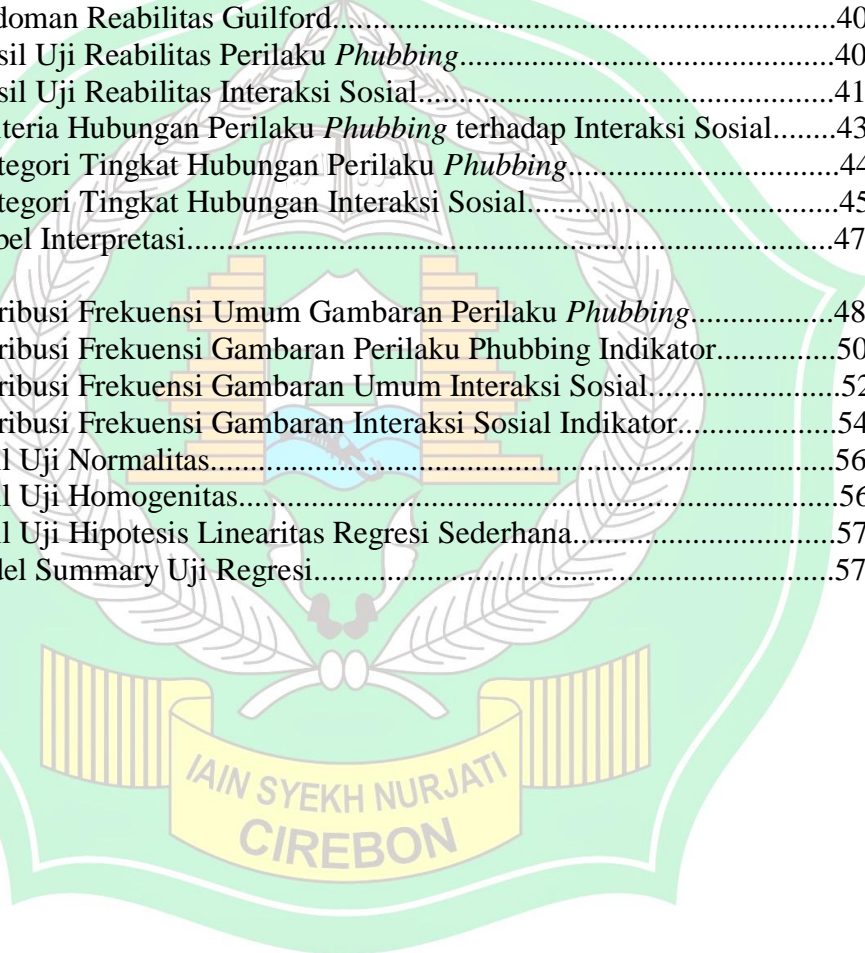 doman Reabilitas Guilford....................................................................40
sil Uji Reabilitas Perilaku Phubbing....................................................40
sil Uji Reabilitas Interaksi Sosial.........................................................41
iteria Hubungan Perilaku Phubbing terhadap Interaksi Sosial........43
tegori Tingkat Hubungan Perilaku Phubbing.....................................44
tegori Tingkat Hubungan Interaksi Sosial..........................................45
bel Interpretasi.......................................................................................47
ribusi Frekuensi Umum Gambaran Perilaku Phubbing...................48
ribusi Frekuensi Gambaran Perilaku Phubbing Indikator................50
ribusi Frekuensi Gambaran Umum Interaksi Sosial.........................52
ribusi Frekuensi Gambaran Interaksi Sosial Indikator.....................54
il Uji Normalitas....................................................................................56
il Uji Homogenitas.................................................................................56
il Uji Hipotesis Linearitas Regresi Sederhana...................................57
del Summary Uji Regresi......................................................................57
IAIN SYEKH NURJATI
CIREBON